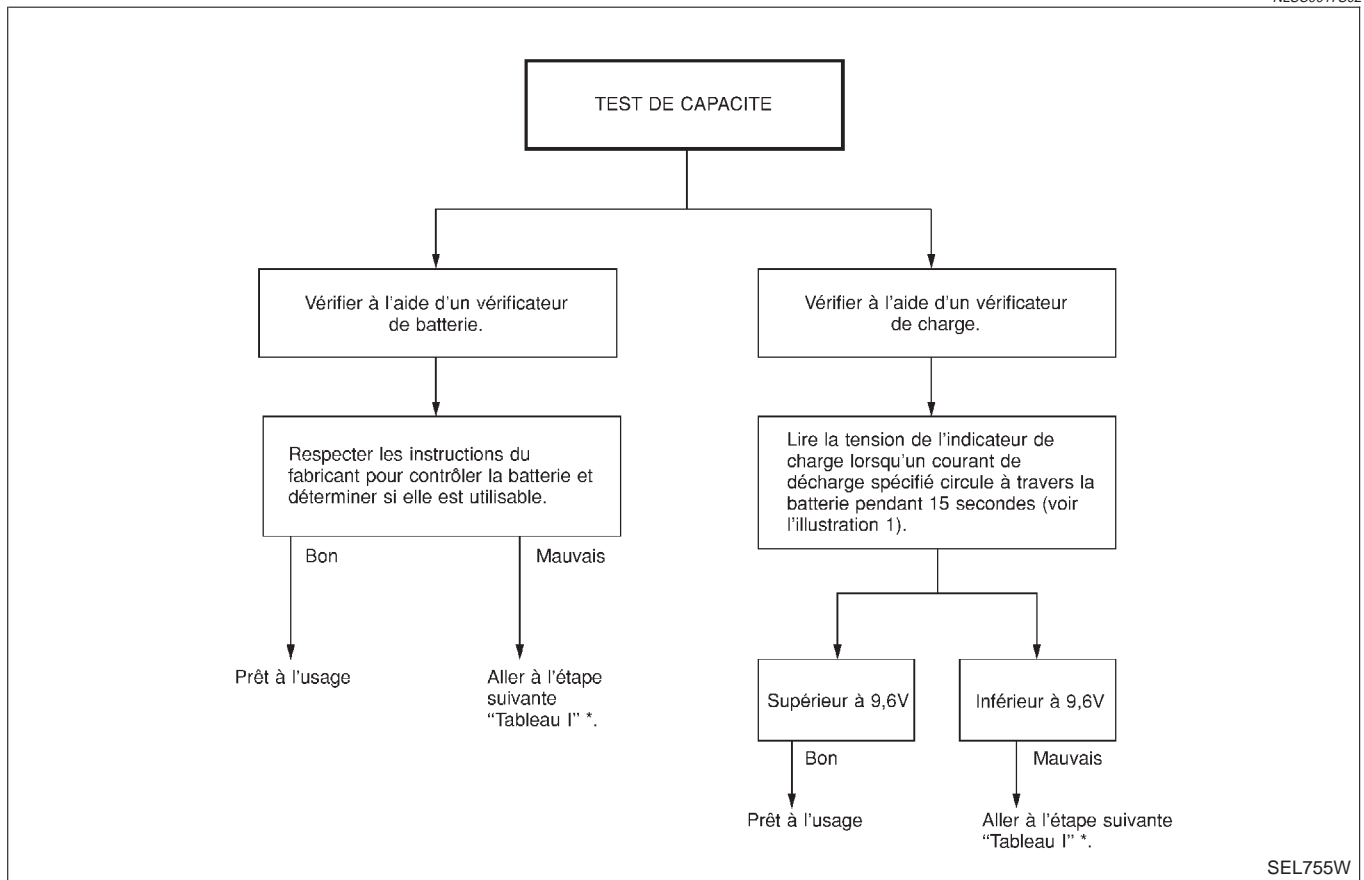 TEST DE CAPACITE
Vérifier à l'aide d'un vérificateur
de batterie.
Respecter les instructions du
fabricant pour contrôler la batterie et
déterminer si elle est utilisable.
Bon
Mauvais
Prêt à l'usage
Aller à l'étape
suivante
“Tableau I” *.
Vérifier à l'aide d'un vérificateur
de charge.
Lire la tension de l'indicateur de
charge lorsqu'un courant de
décharge spécifié circule à travers la
batterie pendant 15 secondes (voir
l'illustration 1).
Supérieur à 9,6V
Inférieur à 9,6V
Bon
Mauvais
Prêt à l'usage
Aller à l'étape suivante
“Tableau I” *.
SEL755W